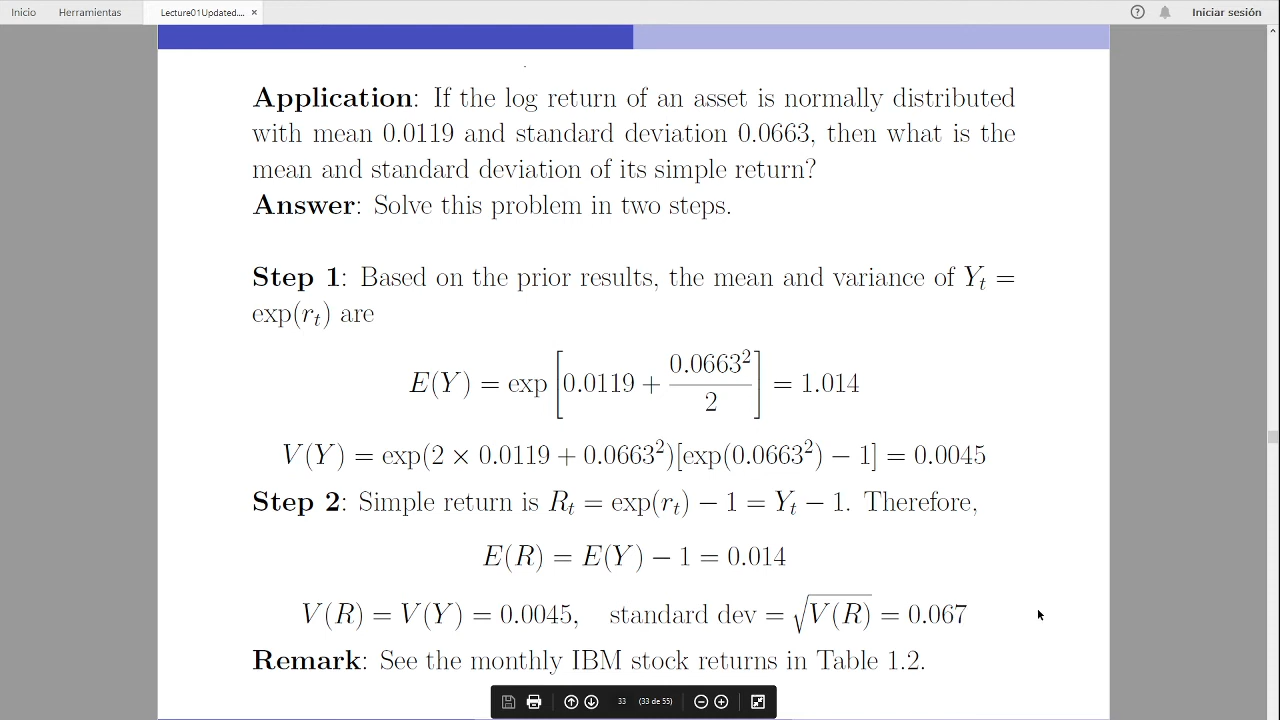 Inicio Herramientas Lecture01Updated.... × ? Iniciar sesión
Application: If the log return of an asset is normally distributed
with mean 0.0119 and standard deviation 0.0663, then what is the
mean and standard deviation of its simple return?
Answer: Solve this problem in two steps.
Step 1: Based on the prior results, the mean and variance of Y_t =
exp(r_t) are
E(Y) = exp[0.0119 + 0.0663²/2] = 1.014
V(Y) = exp(2 × 0.0119 + 0.0663²)[exp(0.0663²) − 1] = 0.0045
Step 2: Simple return is R_t = exp(r_t) − 1 = Y_t − 1. Therefore,
E(R) = E(Y) − 1 = 0.014
V(R) = V(Y) = 0.0045, standard dev = √V(R) = 0.067
Remark: See the monthly IBM stock returns in Table 1.2.
33 (33 de 55)